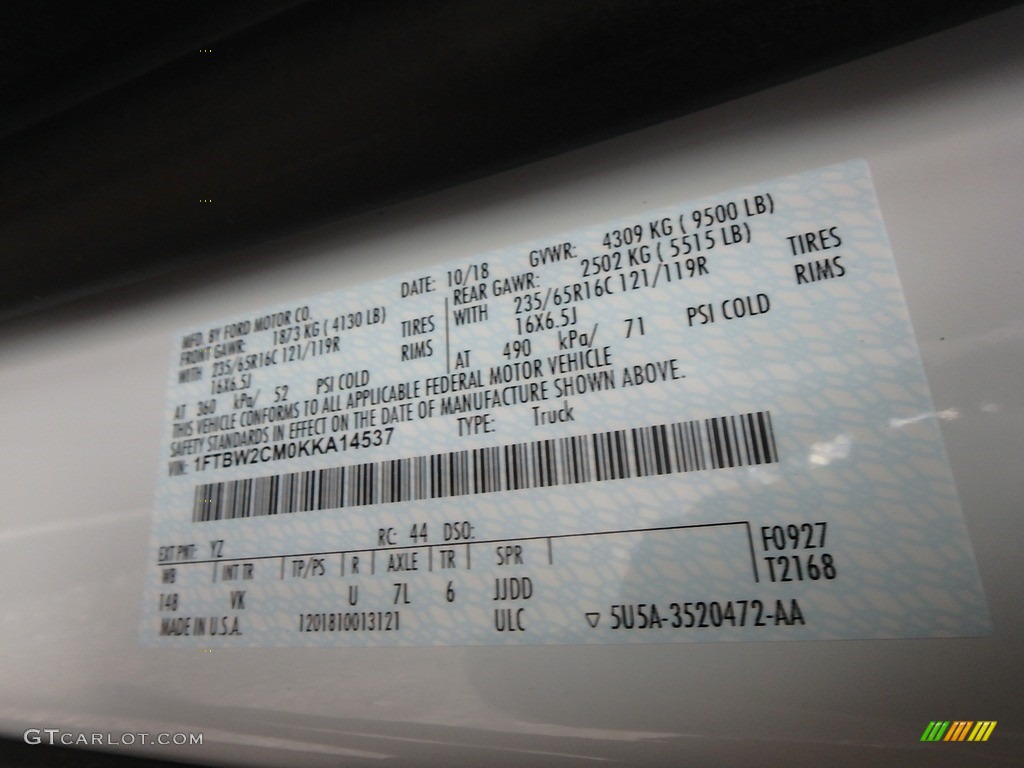 MFD. BY FORD MOTOR CO. DATE: 10/18 GVWR: 4309 KG ( 9500 LB)
FRONT GAWR: 1873 KG ( 4130 LB) REAR GAWR: 2502 KG ( 5515 LB)
WITH 235/65R16C 121/119R TIRES WITH 235/65R16C 121/119R TIRES
16X6.5J RIMS 16X6.5J RIMS
AT 360 kPa/ 52 PSI COLD AT 490 kPa/ 71 PSI COLD
THIS VEHICLE CONFORMS TO ALL APPLICABLE FEDERAL MOTOR VEHICLE
SAFETY STANDARDS IN EFFECT ON THE DATE OF MANUFACTURE SHOWN ABOVE.
VIN: 1FTBW2CM0KKA14537 TYPE: Truck
EXT PNT: YZ RC: 44 DSO: F0927
WB INT TR TP/PS R AXLE TR SPR T2168
148 VK U 7L 6 JJDD
MADE IN U.S.A. 1201810013121 ULC ▽ 5U5A-3520472-AA
GTCARLOT.COM